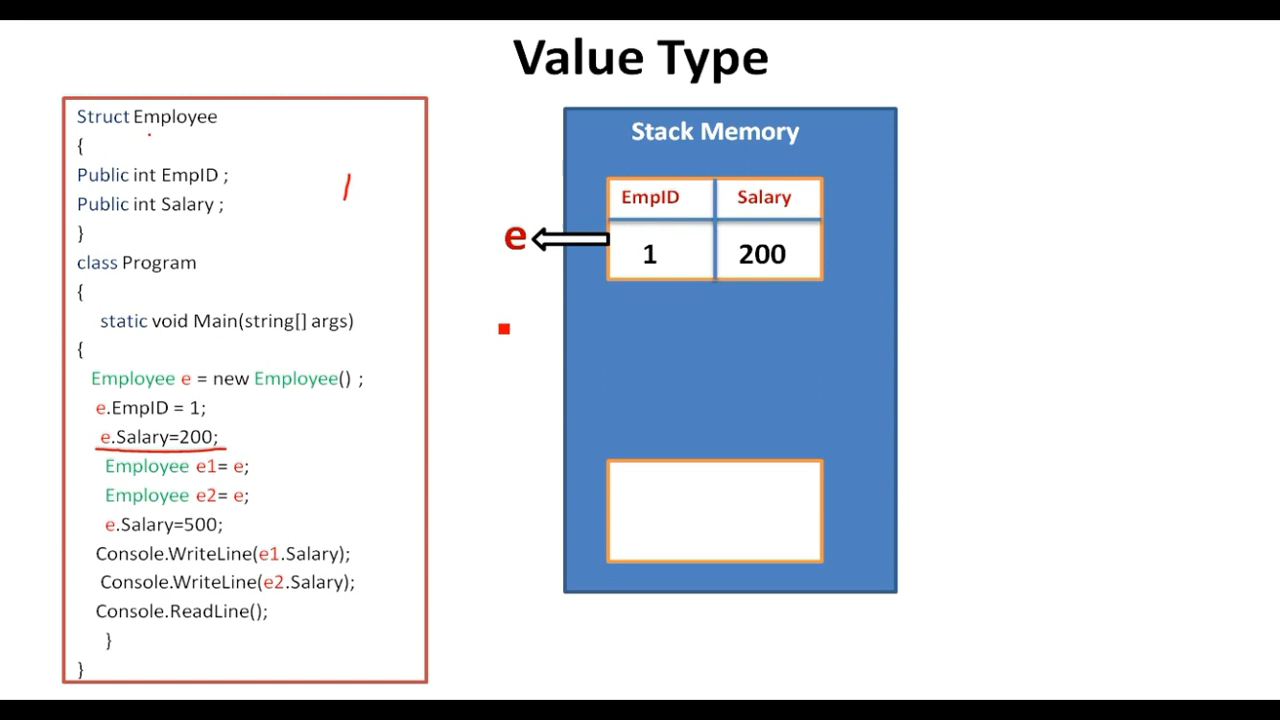 Value Type
Struct Employee
{
Public int EmpID ;
Public int Salary ;
}
class Program
{
static void Main(string[] args)
{
Employee e = new Employee() ;
e.EmpID = 1;
e.Salary=200;
Employee e1= e;
Employee e2= e;
e.Salary=500;
Console.WriteLine(e1.Salary);
Console.WriteLine(e2.Salary);
Console.ReadLine();
}
}
Stack Memory
EmpID Salary
e 1 200